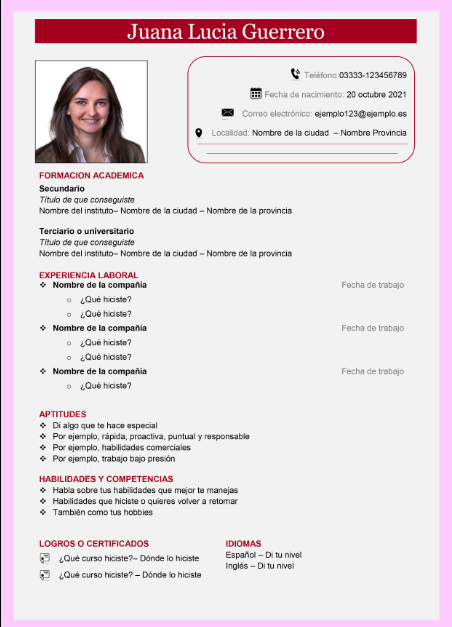 Juana Lucia Guerrero
Teléfono:03333-123456789
Fecha de nacimiento: 20 octubre 2021
Correo electrónico: ejemplo123@ejemplo.es
Localidad: Nombre de la ciudad – Nombre Provincia
FORMACION ACADEMICA
Secundario
Título de que conseguiste
Nombre del instituto– Nombre de la ciudad – Nombre de la provincia
Terciario o universitario
Título de que conseguiste
Nombre del instituto– Nombre de la ciudad – Nombre de la provincia
EXPERIENCIA LABORAL
❖ Nombre de la compañía Fecha de trabajo
o ¿Qué hiciste?
o ¿Qué hiciste?
❖ Nombre de la compañía Fecha de trabajo
o ¿Qué hiciste?
o ¿Qué hiciste?
❖ Nombre de la compañía Fecha de trabajo
o ¿Qué hiciste?
APTITUDES
❖ Di algo que te hace especial
❖ Por ejemplo, rápida, proactiva, puntual y responsable
❖ Por ejemplo, habilidades comerciales
❖ Por ejemplo, trabajo bajo presión
HABILIDADES Y COMPETENCIAS
❖ Habla sobre tus habilidades que mejor te manejas
❖ Habilidades que hiciste o quieres volver a retomar
❖ También como tus hobbies
LOGROS O CERTIFICADOS
¿Qué curso hiciste?– Dónde lo hiciste
¿Qué curso hiciste? – Dónde lo hiciste
IDIOMAS
Español – Di tu nivel
Inglés – Di tu nivel